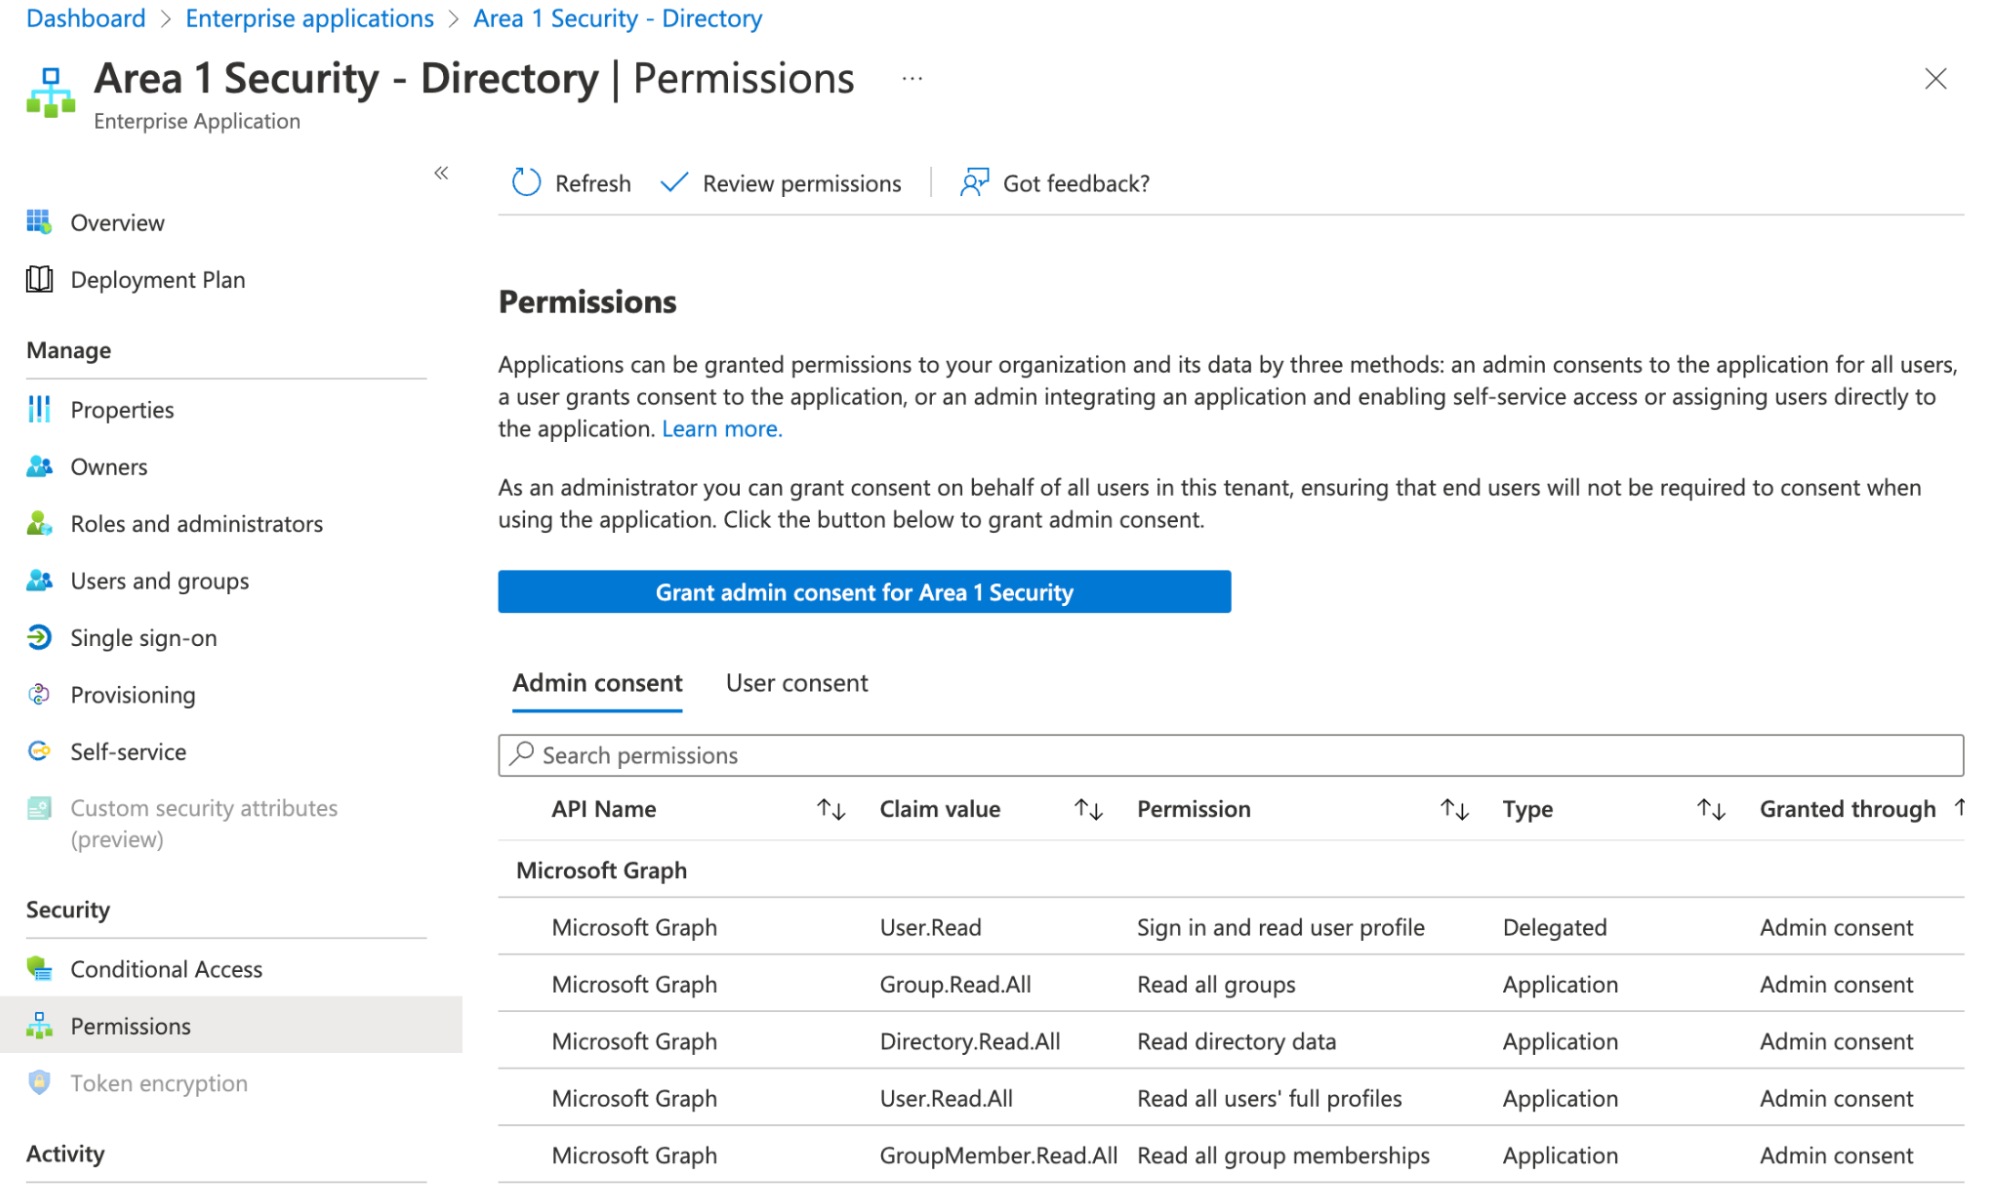 Dashboard > Enterprise applications > Area 1 Security - Directory
Area 1 Security - Directory | Permissions ...
Enterprise Application
«
Overview
Deployment Plan
Manage
Properties
Owners
Roles and administrators
Users and groups
Single sign-on
Provisioning
Self-service
Custom security attributes
(preview)
Security
Conditional Access
Permissions
Token encryption
Activity
Refresh Review permissions Got feedback?
Permissions
Applications can be granted permissions to your organization and its data by three methods: an admin consents to the application for all users,
a user grants consent to the application, or an admin integrating an application and enabling self-service access or assigning users directly to
the application. Learn more.
As an administrator you can grant consent on behalf of all users in this tenant, ensuring that end users will not be required to consent when
using the application. Click the button below to grant admin consent.
Grant admin consent for Area 1 Security
Admin consent User consent
Search permissions
API Name ↑↓ Claim value ↑↓ Permission ↑↓ Type ↑↓ Granted through ↑
Microsoft Graph
Microsoft Graph User.Read Sign in and read user profile Delegated Admin consent
Microsoft Graph Group.Read.All Read all groups Application Admin consent
Microsoft Graph Directory.Read.All Read directory data Application Admin consent
Microsoft Graph User.Read.All Read all users' full profiles Application Admin consent
Microsoft Graph GroupMember.Read.All Read all group memberships Application Admin consent